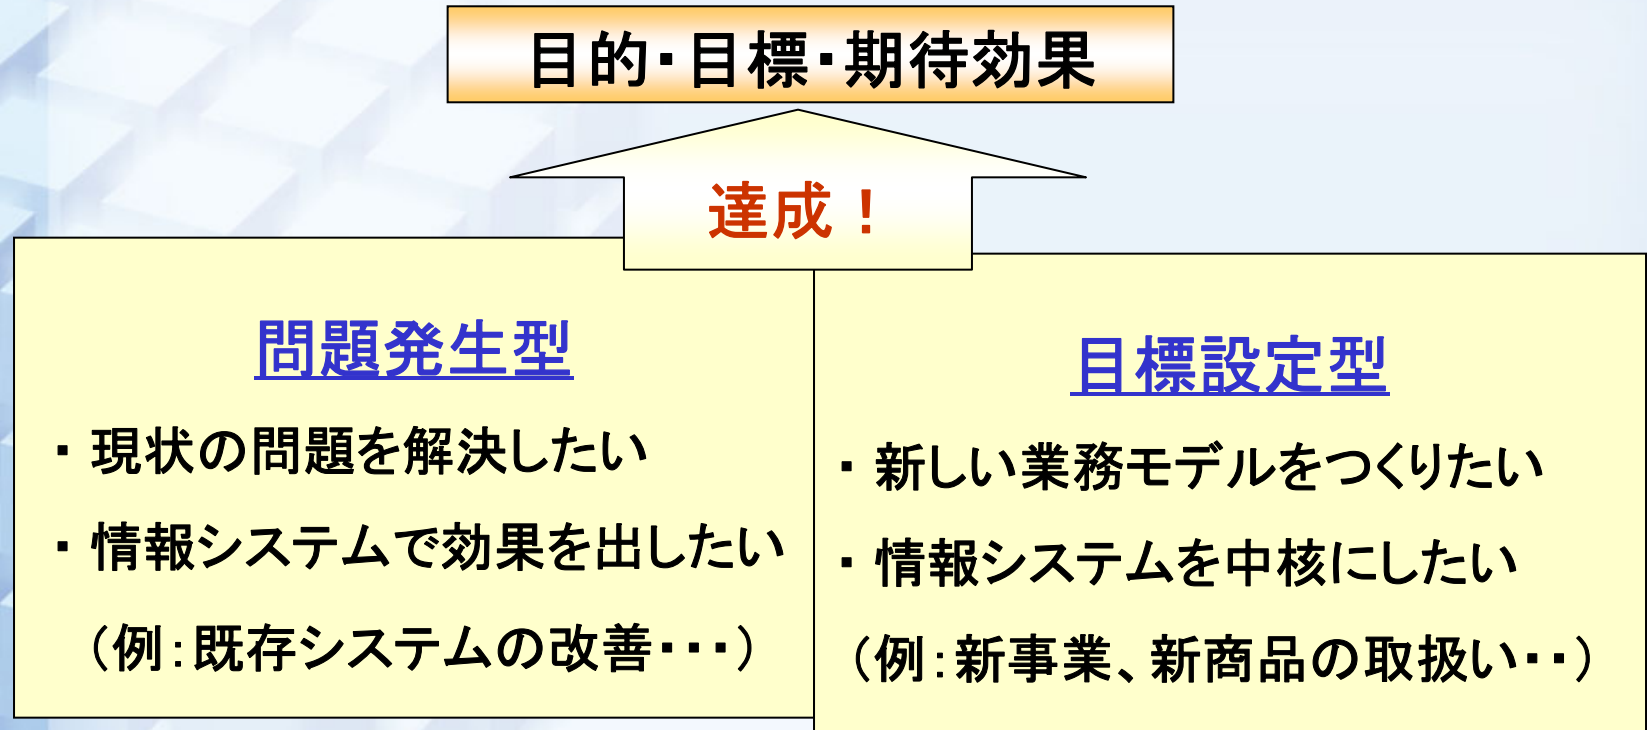 目的・目標・期待効果
達成！
問題発生型
・現状の問題を解決したい
・情報システムで効果を出したい
（例：既存システムの改善・・・）
目標設定型
・新しい業務モデルをつくりたい
・情報システムを中核にしたい
（例：新事業、新商品の取扱い・・）